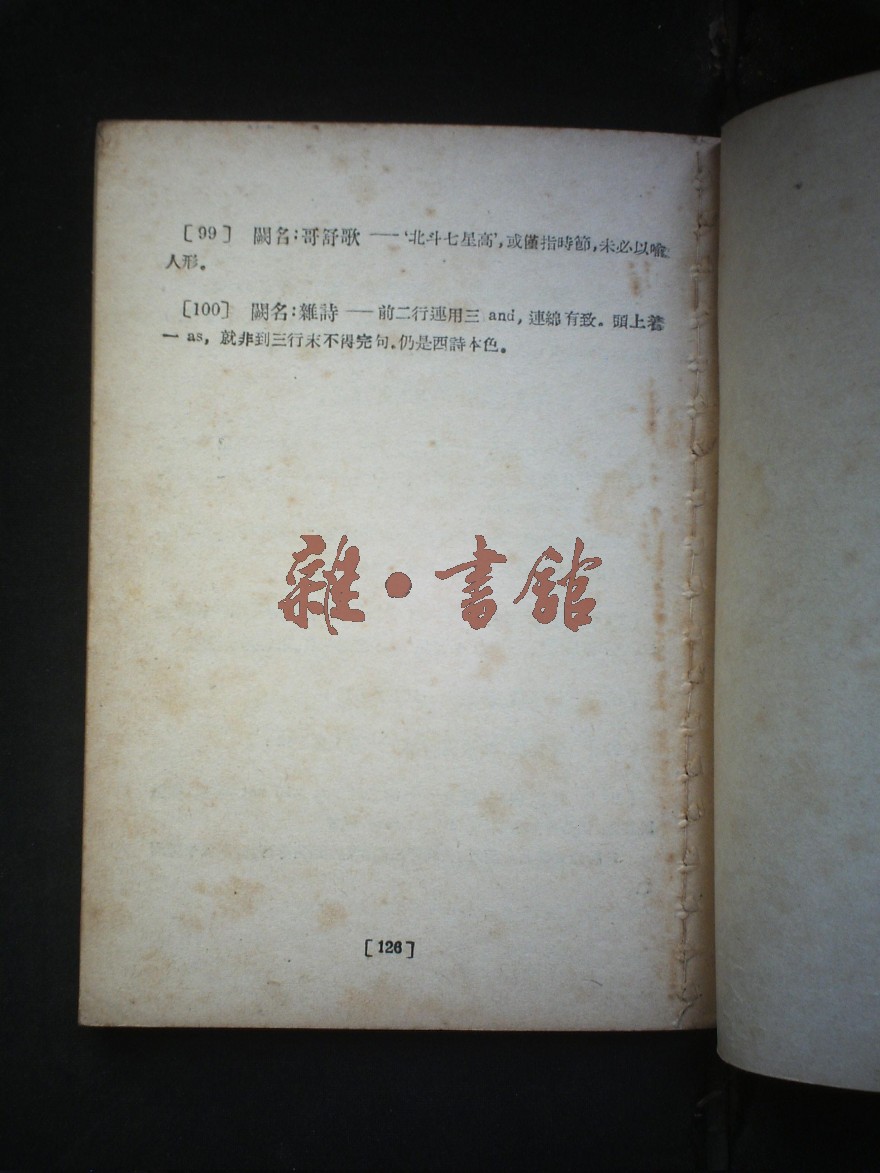 [99] 闕名:哥舒歌 ——‘北斗七星高’,或僅指時節,未必以喻
人形。
[100] 闕名:雜詩 —— 前二行連用三 and, 連綿有致。頭上着
一 as, 就非到三行末不得完句。仍是西詩本色。
雜·書館
[126]